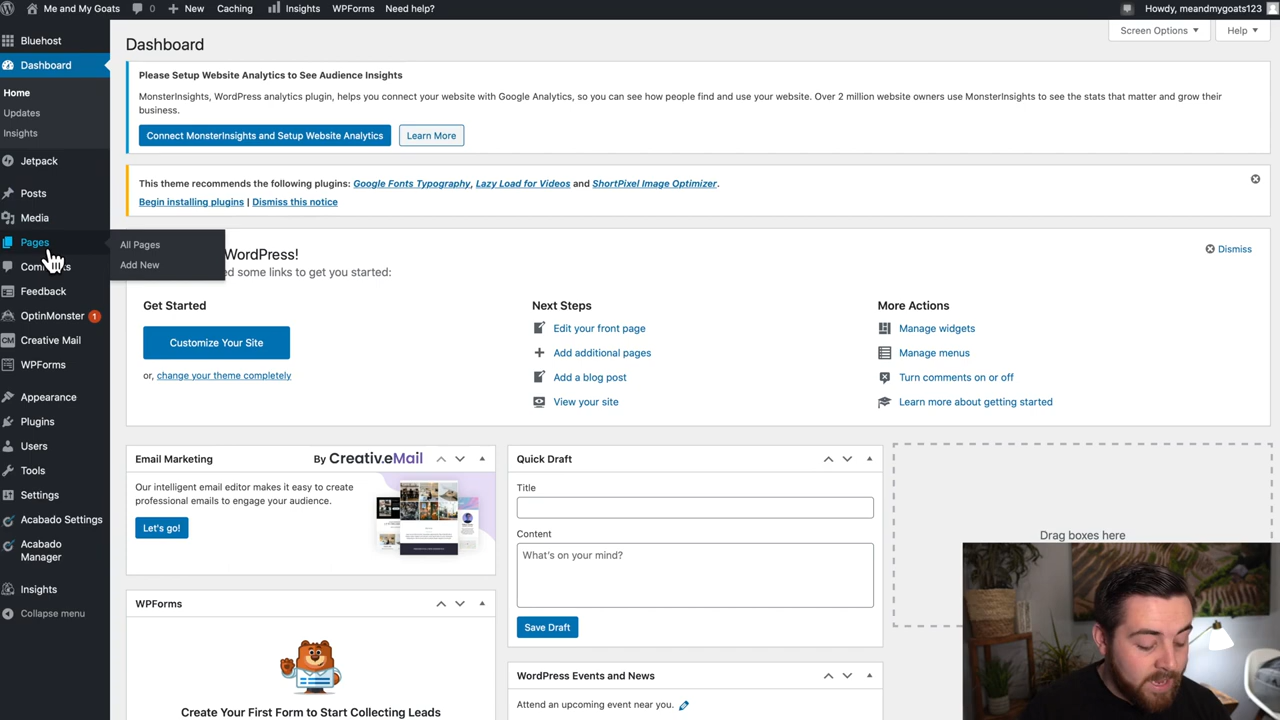 Me and My Goats 0 New Caching Insights WPForms Need help? Howdy, meandmygoats123
Screen Options Help
Bluehost
Dashboard
Home
Updates
Insights
Jetpack
Posts
Media
Pages
Feedback
OptinMonster 1
Creative Mail
WPForms
Appearance
Plugins
Users
Tools
Settings
Acabado Settings
Acabado
Manager
Insights
Collapse menu
All Pages
Add New
Dashboard
Please Setup Website Analytics to See Audience Insights
MonsterInsights, WordPress analytics plugin, helps you connect your website with Google Analytics, so you can see how people find and use your website. Over 2 million website owners use MonsterInsights to see the stats that matter and grow their
business.
Connect MonsterInsights and Setup Website Analytics Learn More
This theme recommends the following plugins: Google Fonts Typography, Lazy Load for Videos and ShortPixel Image Optimizer.
Begin installing plugins | Dismiss this notice
WordPress!
d some links to get you started:
Dismiss
Get Started
Customize Your Site
or, change your theme completely
Next Steps
Edit your front page
Add additional pages
Add a blog post
View your site
More Actions
Manage widgets
Manage menus
Turn comments on or off
Learn more about getting started
Email Marketing By Creative.eMail
Our intelligent email editor makes it easy to create
professional emails to engage your audience.
Let's go!
WPForms
Create Your First Form to Start Collecting Leads
Quick Draft
Title
Content
What's on your mind?
Save Draft
WordPress Events and News
Attend an upcoming event near you.
Drag boxes here